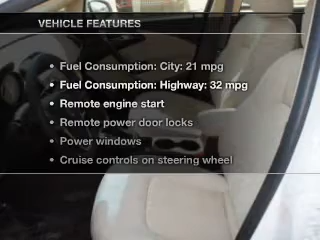 VEHICLE FEATURES
• Fuel Consumption: City: 21 mpg
• Fuel Consumption: Highway: 32 mpg
• Remote engine start
• Remote power door locks
• Power windows
• Cruise controls on steering wheel